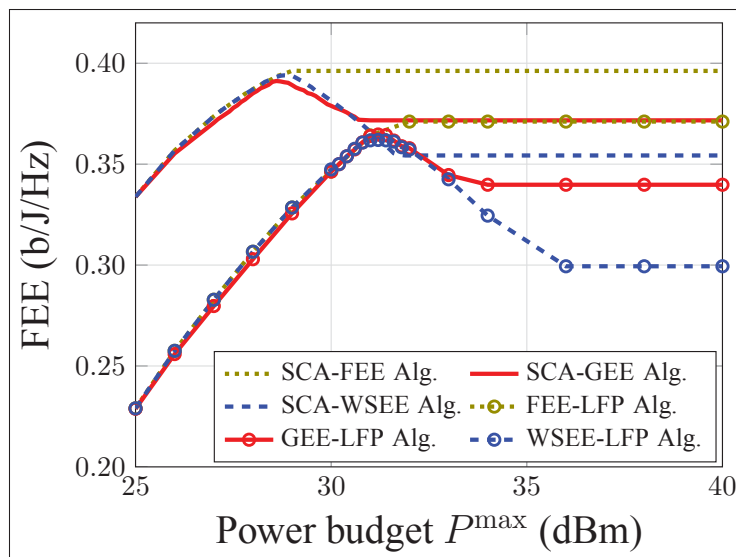 0.40
0.35
0.30
0.25
0.20
FEE (b/J/Hz)
SCA-FEE Alg.
SCA-GEE Alg.
SCA-WSEE Alg.
FEE-LFP Alg.
GEE-LFP Alg.
WSEE-LFP Alg.
25
30
35
40
Power budget P^max (dBm)